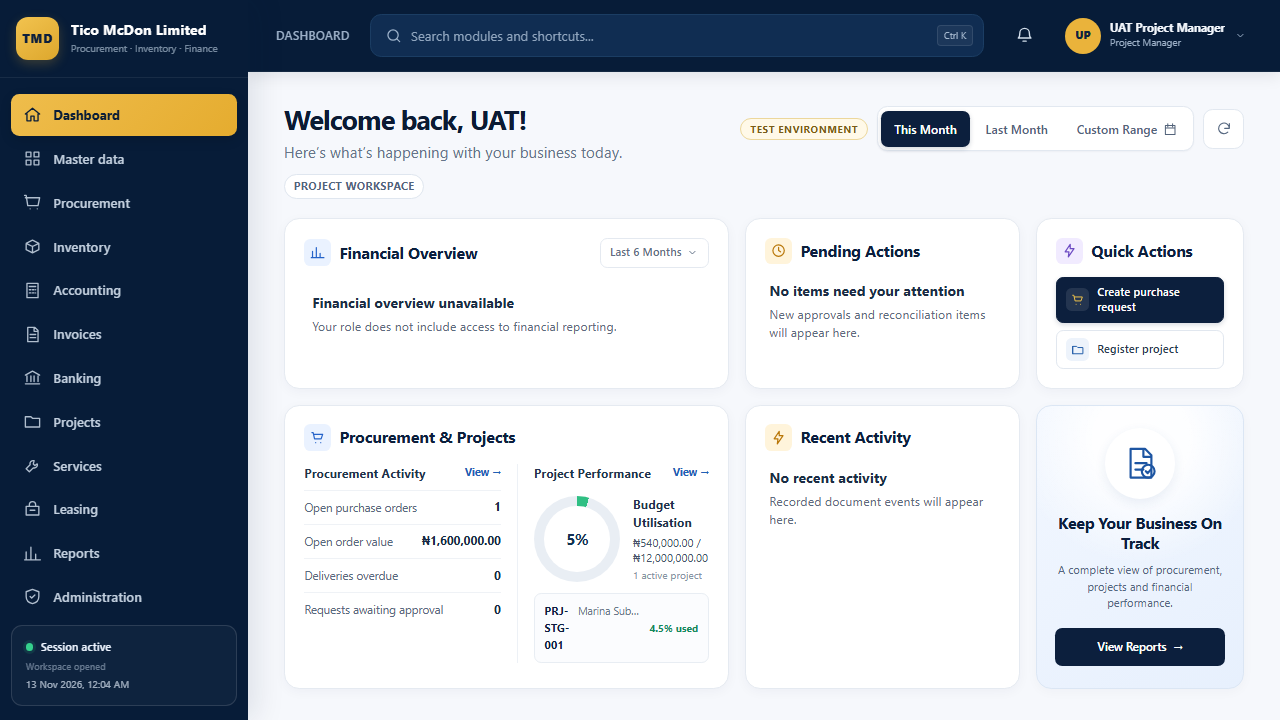 TMD
Tico McDon Limited
Procurement · Inventory · Finance
DASHBOARD
Search modules and shortcuts...
Ctrl K
UP
UAT Project Manager
Project Manager
Dashboard
Master data
Procurement
Inventory
Accounting
Invoices
Banking
Projects
Services
Leasing
Reports
Administration
Session active
Workspace opened
13 Nov 2026, 12:04 AM
Welcome back, UAT!
Here's what's happening with your business today.
PROJECT WORKSPACE
TEST ENVIRONMENT
This Month
Last Month
Custom Range
Financial Overview
Last 6 Months
Financial overview unavailable
Your role does not include access to financial reporting.
Pending Actions
No items need your attention
New approvals and reconciliation items
will appear here.
Quick Actions
Create purchase
request
Register project
Procurement & Projects
Procurement Activity
View →
Open purchase orders 1
Open order value ₦1,600,000.00
Deliveries overdue 0
Requests awaiting approval 0
Project Performance
View →
5%
Budget
Utilisation
₦540,000.00 /
₦12,000,000.00
1 active project
PRJ-
STG-
001
Marina Sub...
4.5% used
Recent Activity
No recent activity
Recorded document events will appear
here.
Keep Your Business On
Track
A complete view of procurement,
projects and financial
performance.
View Reports →